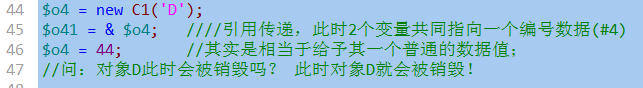 44 $o4 = new C1('D');
45 $o41 = & $o4; ////引用传递，此时2个变量共同指向一个编号数据(#4)
46 $o4 = 44; //其实是相当于给予其一个普通的数据值；
47 //问：对象D此时会被销毁吗？ 此时对象D就会被销毁！